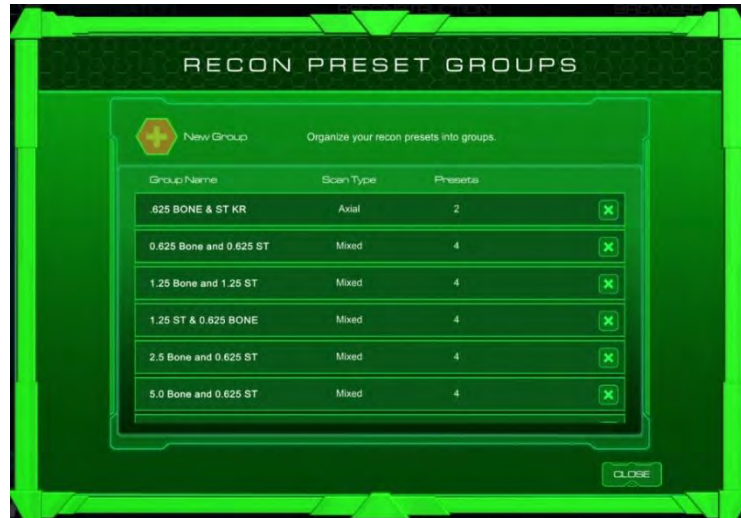 RECON PRESET GROUPS
New Group Organize your recon presets into groups.
Group Name Scan Type Presets
.625 BONE & ST KR Axial 2
0.625 Bone and 0.625 ST Mixed 4
1.25 Bone and 1.25 ST Mixed 4
1.25 ST & 0.625 BONE Mixed 4
2.5 Bone and 0.625 ST Mixed 4
5.0 Bone and 0.625 ST Mixed 4
CLOSE